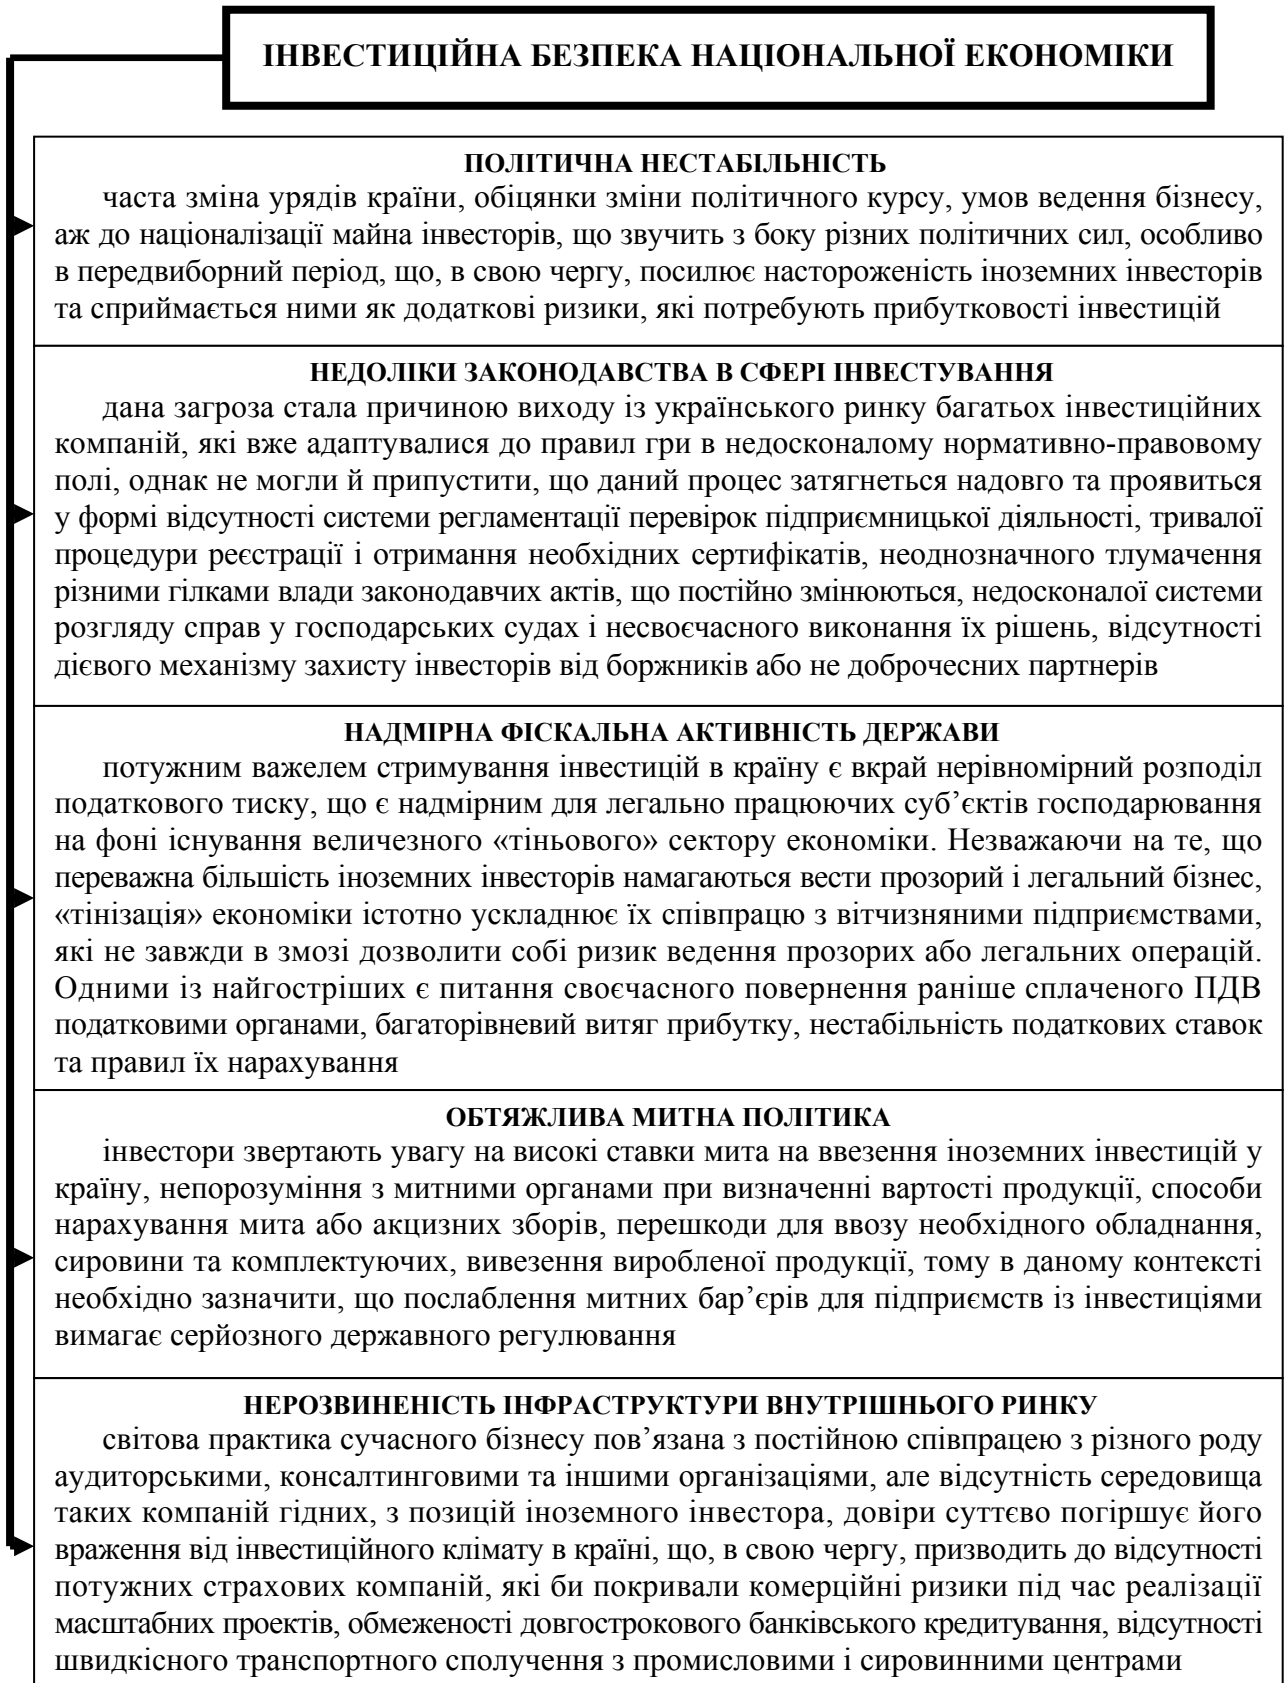 ІНВЕСТИЦІЙНА БЕЗПЕКА НАЦІОНАЛЬНОЇ ЕКОНОМІКИ
ПОЛІТИЧНА НЕСТАБІЛЬНІСТЬ
часта зміна урядів країни, обіцянки зміни політичного курсу, умов ведення бізнесу,
аж до націоналізації майна інвесторів, що звучить з боку різних політичних сил, особливо
в передвиборний період, що, в свою чергу, посилює настороженість іноземних інвесторів
та сприймається ними як додаткові ризики, які потребують прибутковості інвестицій
НЕДОЛІКИ ЗАКОНОДАВСТВА В СФЕРІ ІНВЕСТУВАННЯ
дана загроза стала причиною виходу із українського ринку багатьох інвестиційних
компаній, які вже адаптувалися до правил гри в недосконалому нормативно-правовому
полі, однак не могли й припустити, що даний процес затягнеться надовго та проявиться
у формі відсутності системи регламентації перевірок підприємницької діяльності, тривалої
процедури реєстрації і отримання необхідних сертифікатів, неоднозначного тлумачення
різними гілками влади законодавчих актів, що постійно змінюються, недосконалої системи
розгляду справ у господарських судах і несвоєчасного виконання їх рішень, відсутності
дієвого механізму захисту інвесторів від боржників або не доброчесних партнерів
НАДМІРНА ФІСКАЛЬНА АКТИВНІСТЬ ДЕРЖАВИ
потужним важелем стримування інвестицій в країну є вкрай нерівномірний розподіл
податкового тиску, що є надмірним для легально працюючих суб’єктів господарювання
на фоні існування величезного «тіньового» сектору економіки. Незважаючи на те, що
переважна більшість іноземних інвесторів намагаються вести прозорий і легальний бізнес,
«тінізація» економіки істотно ускладнює їх співпрацю з вітчизняними підприємствами,
які не завжди в змозі дозволити собі ризик ведення прозорих або легальних операцій.
Одними із найгостріших є питання своєчасного повернення раніше сплаченого ПДВ
податковими органами, багаторівневий витяг прибутку, нестабільність податкових ставок
та правил їх нарахування
ОБТЯЖЛИВА МИТНА ПОЛІТИКА
інвестори звертають увагу на високі ставки мита на ввезення іноземних інвестицій у
країну, непорозуміння з митними органами при визначенні вартості продукції, способи
нарахування мита або акцизних зборів, перешкоди для ввозу необхідного обладнання,
сировини та комплектуючих, вивезення виробленої продукції, тому в даному контексті
необхідно зазначити, що послаблення митних бар’єрів для підприємств із інвестиціями
вимагає серйозного державного регулювання
НЕРОЗВИНЕНІСТЬ ІНФРАСТРУКТУРИ ВНУТРІШНЬОГО РИНКУ
світова практика сучасного бізнесу пов’язана з постійною співпрацею з різного роду
аудиторськими, консалтинговими та іншими організаціями, але відсутність середовища
таких компаній гідних, з позицій іноземного інвестора, довіри суттєво погіршує його
враження від інвестиційного клімату в країні, що, в свою чергу, призводить до відсутності
потужних страхових компаній, які би покривали комерційні ризики під час реалізації
масштабних проектів, обмеженості довгострокового банківського кредитування, відсутності
швидкісного транспортного сполучення з промисловими і сировинними центрами